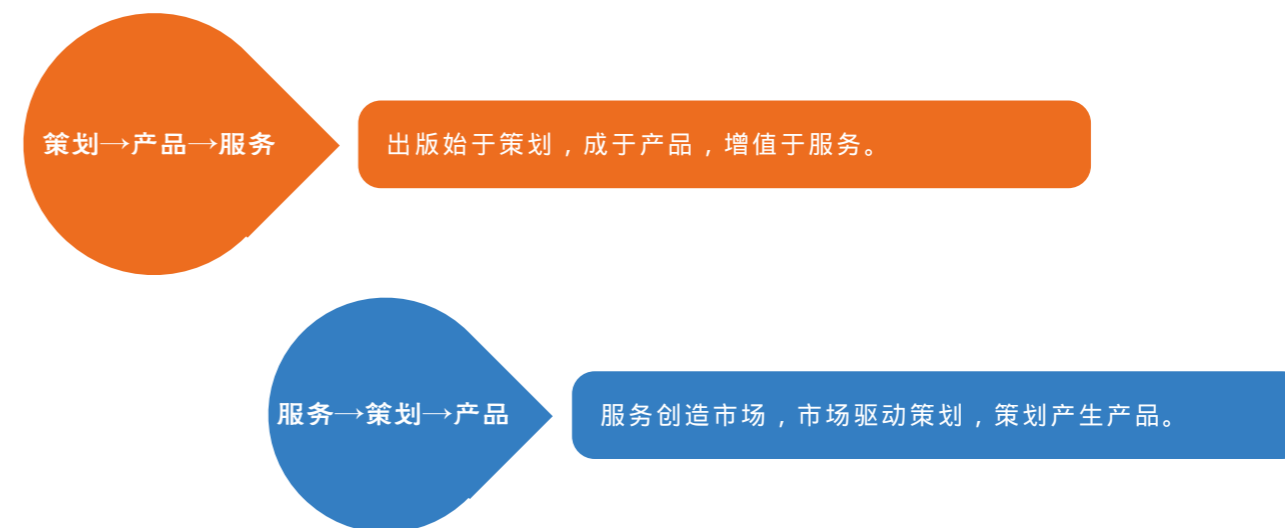 策划→产品→服务
出版始于策划，成于产品，增值于服务。
服务→策划→产品
服务创造市场，市场驱动策划，策划产生产品。